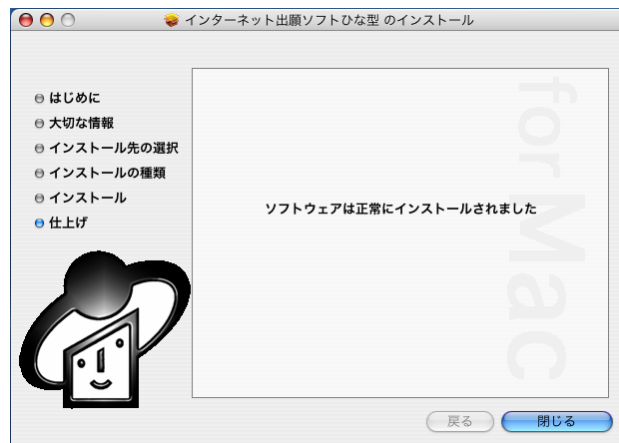 インターネット出願ソフトひな型 のインストール
はじめに
大切な情報
インストール先の選択
インストールの種類
インストール
仕上げ
ソフトウェアは正常にインストールされました
for Mac
戻る
閉じる